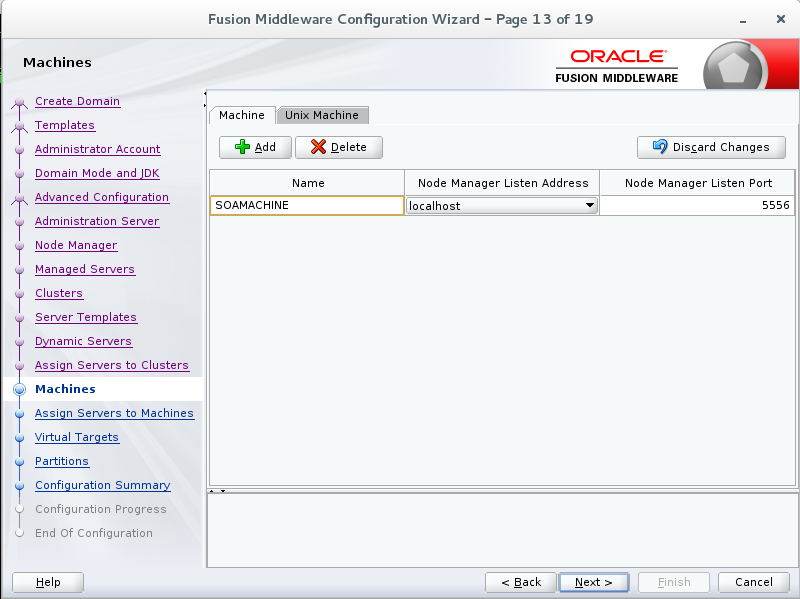 Fusion Middleware Configuration Wizard – Page 13 of 19
Machines
ORACLE
FUSION MIDDLEWARE
Create Domain
Templates
Administrator Account
Domain Mode and JDK
Advanced Configuration
Administration Server
Node Manager
Managed Servers
Clusters
Server Templates
Dynamic Servers
Assign Servers to Clusters
Machines
Assign Servers to Machines
Virtual Targets
Partitions
Configuration Summary
Configuration Progress
End Of Configuration
Machine Unix Machine
Add Delete Discard Changes
Name Node Manager Listen Address Node Manager Listen Port
SOAMACHINE localhost 5556
Help < Back Next > Finish Cancel